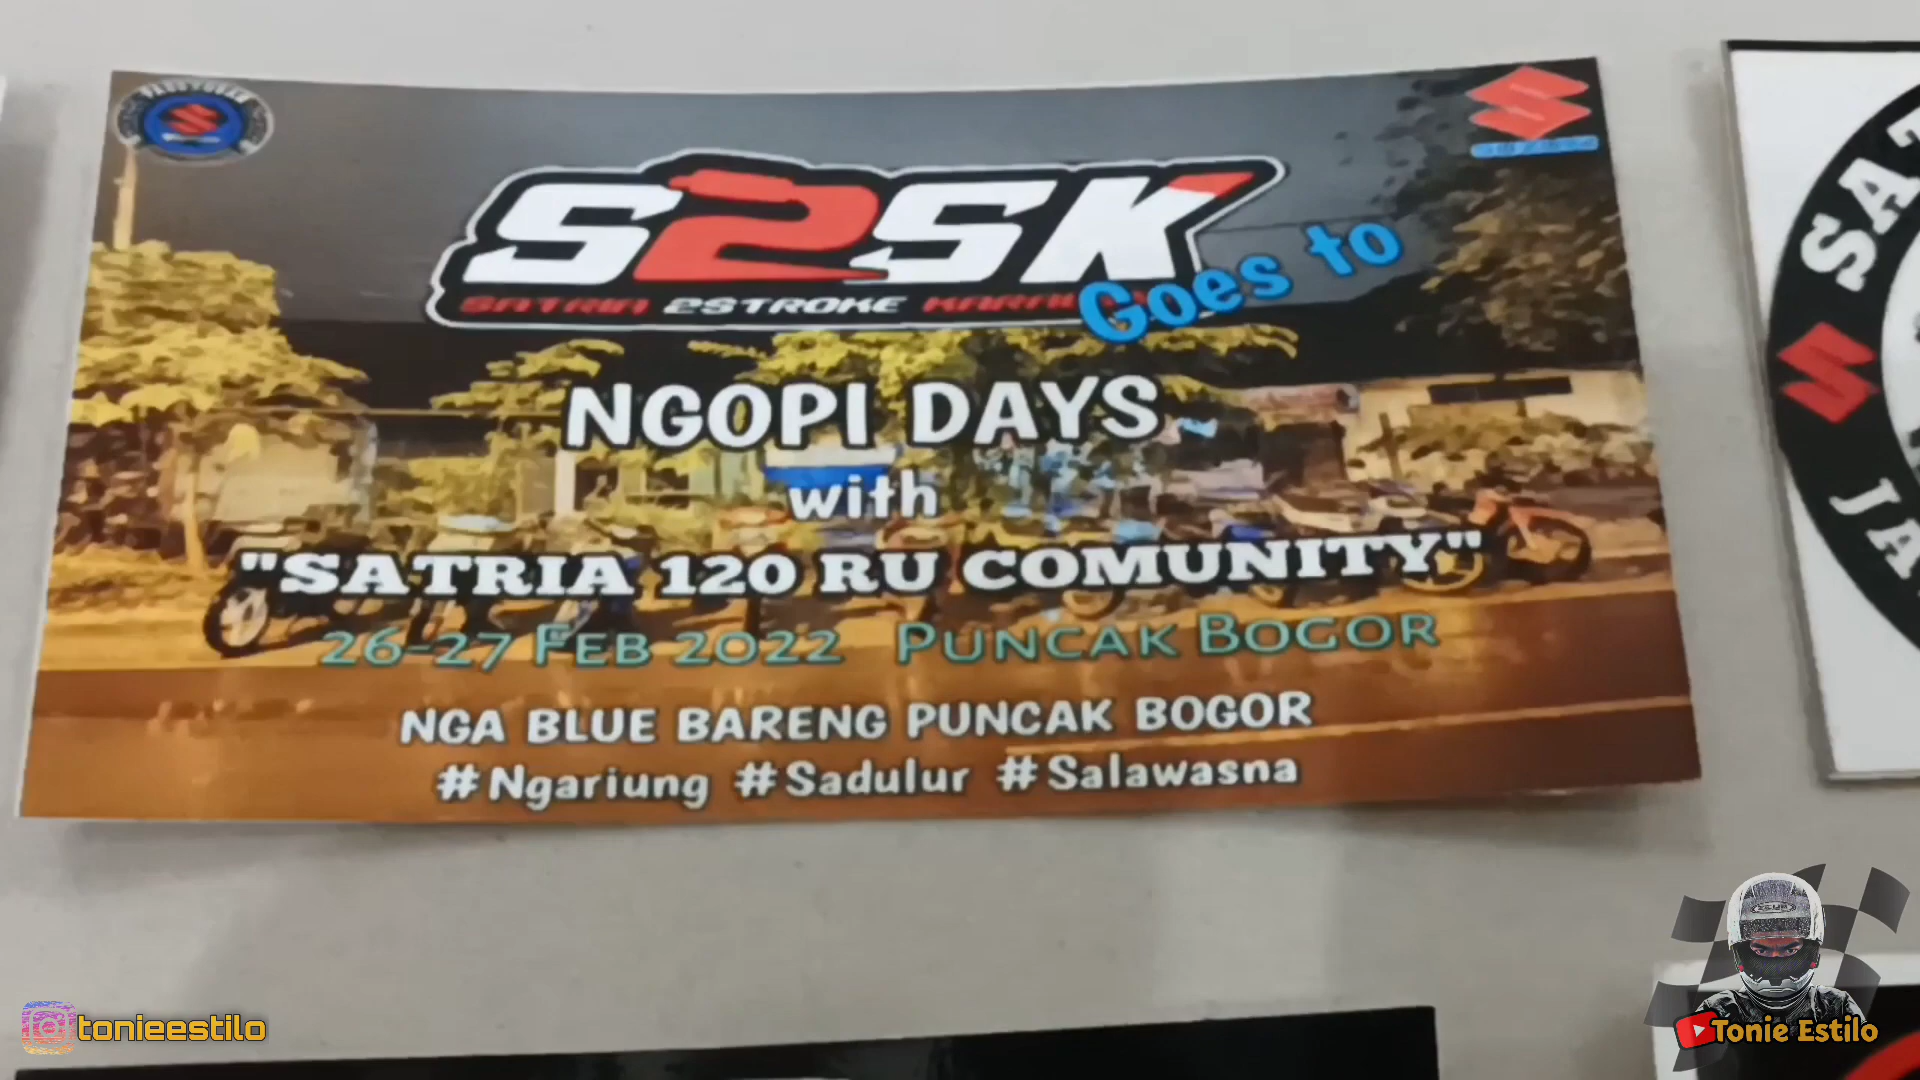 S2SK
SATRIA 2STROKE
Goes to
NGOPI DAYS
with
"SATRIA 120 RU COMUNITY"
26-27 FEB 2022 PUNCAK BOGOR
NGA BLUE BARENG PUNCAK BOGOR
#Ngariung #Sadulur #Salawasna
tonieestilo
Tonie Estilo